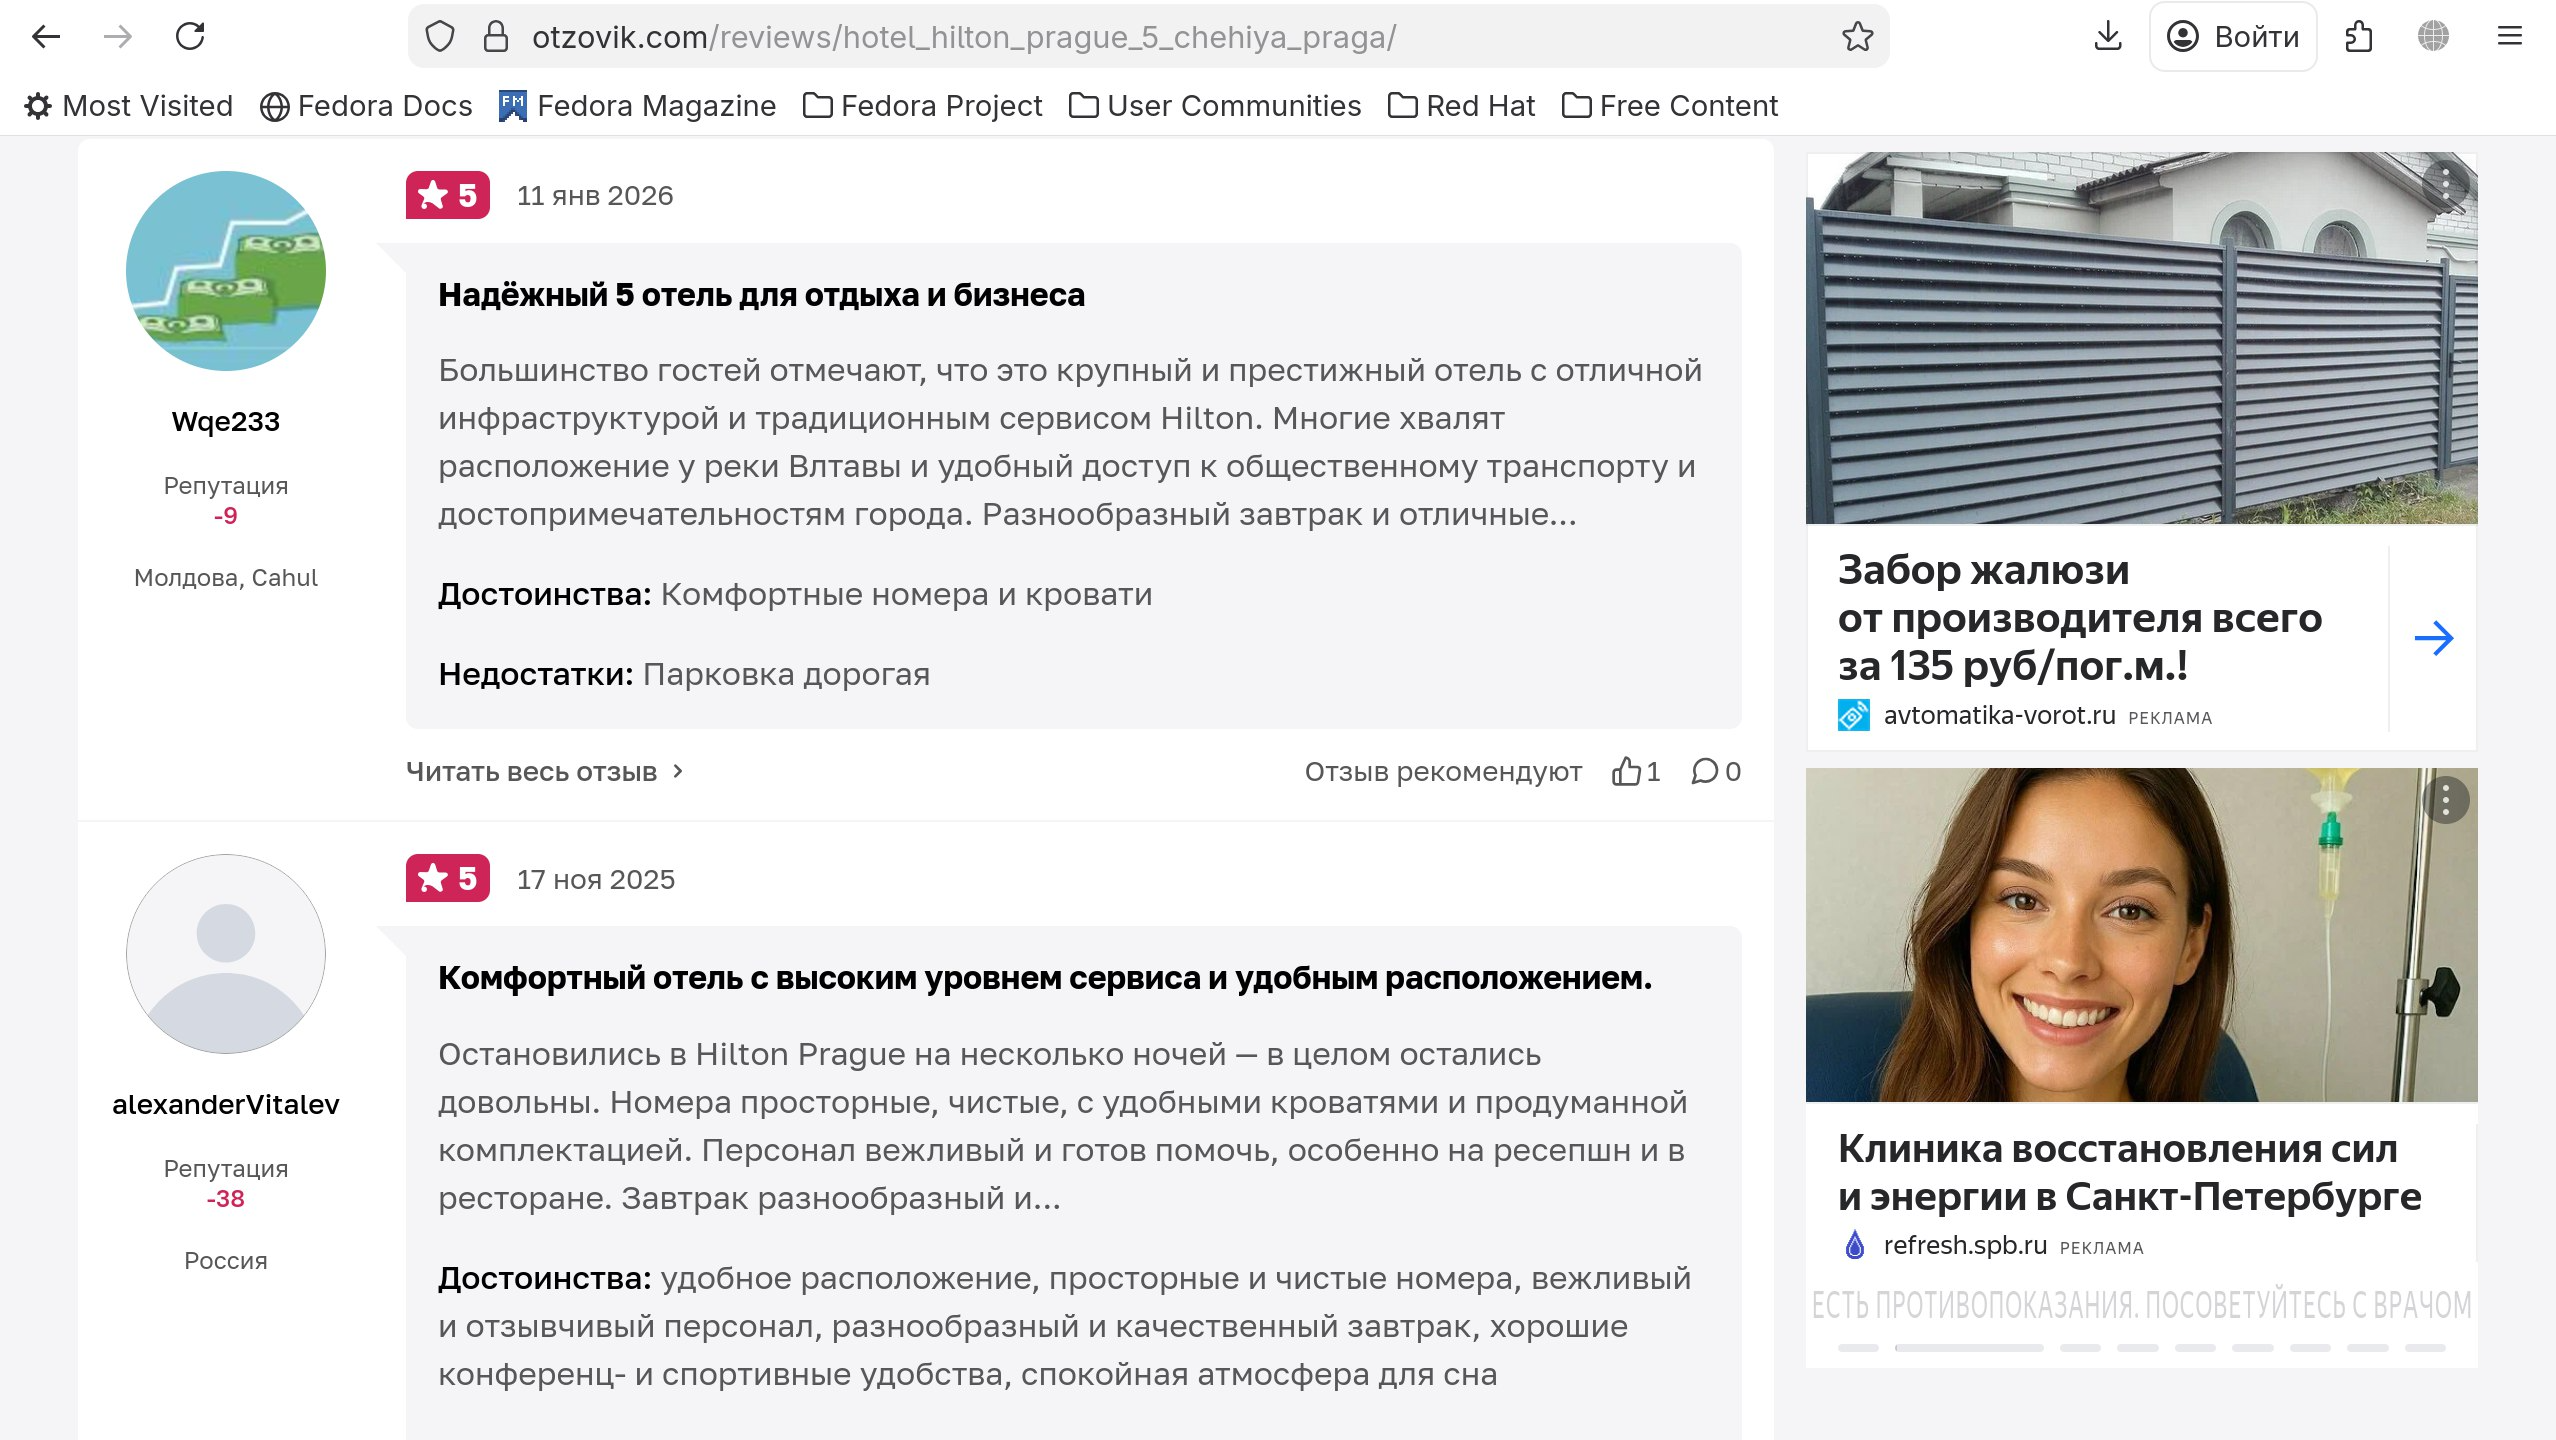 otzovik.com/reviews/hotel_hilton_prague_5_chehiya_praga/
Войти
Most Visited
Fedora Docs
FM
Fedora Magazine
Fedora Project
User Communities
Red Hat
Free Content
5
11 янв 2026
Wqe233
Репутация
-9
Молдова, Cahul
Надёжный 5 отель для отдыха и бизнеса
Большинство гостей отмечают, что это крупный и престижный отель с отличной
инфраструктурой и традиционным сервисом Hilton. Многие хвалят
расположение у реки Влтавы и удобный доступ к общественному транспорту и
достопримечательностям города. Разнообразный завтрак и отличные...
Достоинства: Комфортные номера и кровати
Недостатки: Парковка дорогая
Читать весь отзыв
Отзыв рекомендуют
1
0
5
17 ноя 2025
alexanderVitalev
Репутация
-38
Россия
Комфортный отель с высоким уровнем сервиса и удобным расположением.
Остановились в Hilton Prague на несколько ночей — в целом остались
довольны. Номера просторные, чистые, с удобными кроватями и продуманной
комплектацией. Персонал вежливый и готов помочь, особенно на ресепшн и в
ресторане. Завтрак разнообразный и...
Достоинства: удобное расположение, просторные и чистые номера, вежливый
и отзывчивый персонал, разнообразный и качественный завтрак, хорошие
конференц- и спортивные удобства, спокойная атмосфера для сна
Забор жалюзи
от производителя всего
за 135 руб/пог.м.!
avtomatika-vorot.ru РЕКЛАМА
Клиника восстановления сил
и энергии в Санкт-Петербурге
refresh.spb.ru РЕКЛАМА
ЕСТЬ ПРОТИВОПОКАЗАНИЯ. ПОСОВЕТУЙТЕСЬ С ВРАЧОМ